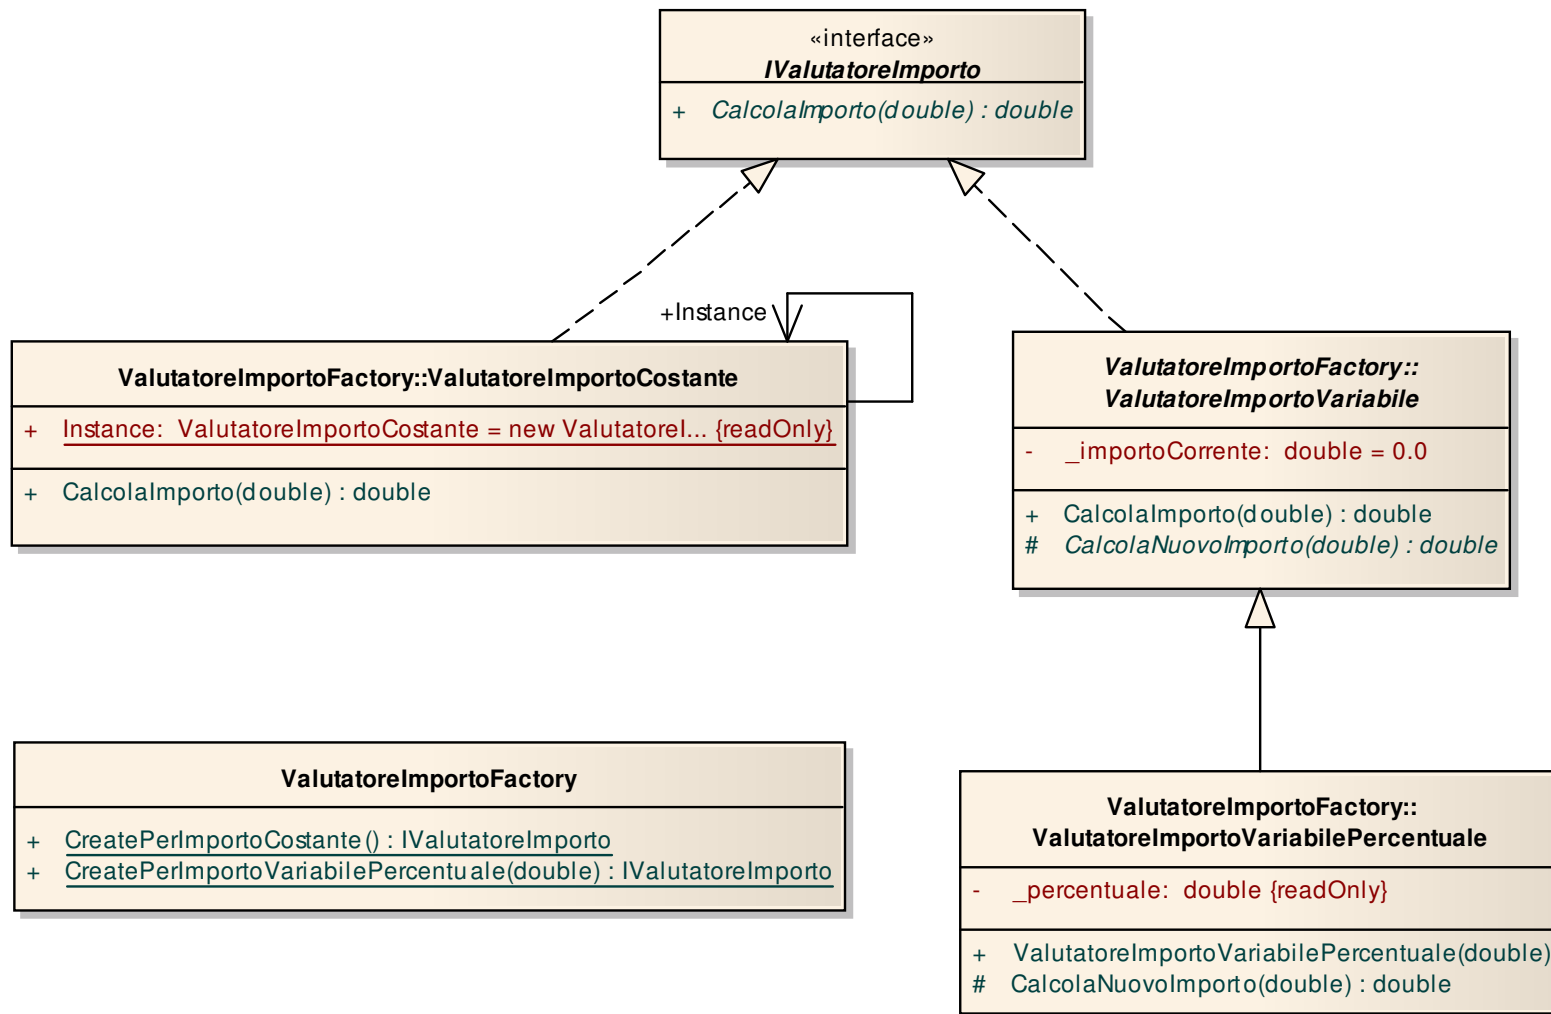 «interface»
IValutatoreImporto
+ CalcolaImporto(double) : double
+Instance
ValutatoreImportoFactory::ValutatoreImportoCostante
+ Instance: ValutatoreImportoCostante = new ValutatoreI... {readOnly}
+ CalcolaImporto(double) : double
ValutatoreImportoFactory::
ValutatoreImportoVariabile
- _importoCorrente: double = 0.0
+ CalcolaImporto(double) : double
# CalcolaNuovoImporto(double) : double
ValutatoreImportoFactory
+ CreatePerImportoCostante() : IValutatoreImporto
+ CreatePerImportoVariabilePercentuale(double) : IValutatoreImporto
ValutatoreImportoFactory::
ValutatoreImportoVariabilePercentuale
- _percentuale: double {readOnly}
+ ValutatoreImportoVariabilePercentuale(double)
# CalcolaNuovoImporto(double) : double